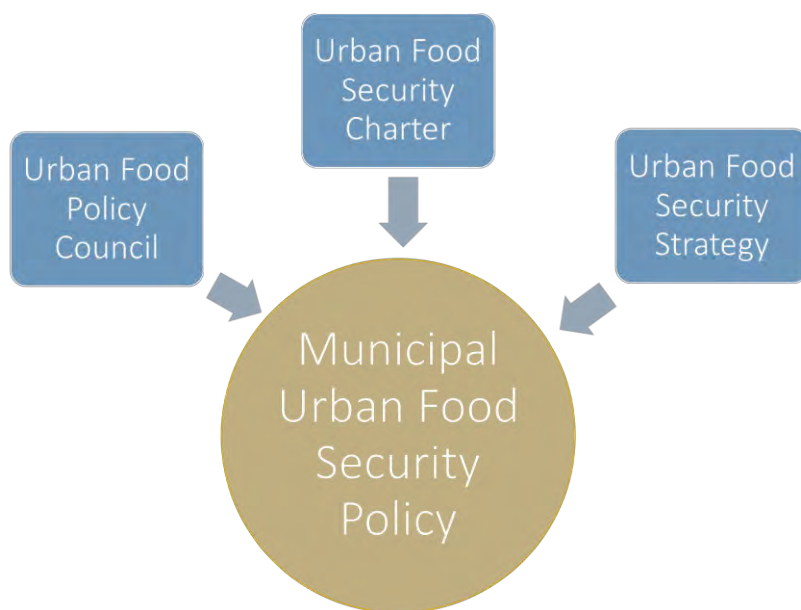 Urban Food
Security
Charter
Urban Food
Policy
Council
Urban Food
Security
Strategy
Municipal
Urban Food
Security
Policy